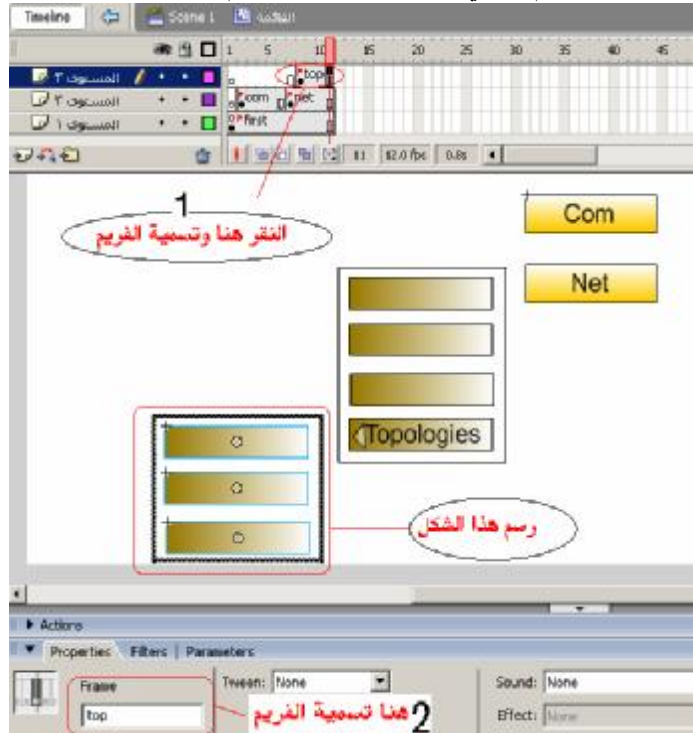 Timeline Scene 1 القائمة
1 5 10 15 20 25 30 35 40 45
المستوى ٣ top
المستوى ٢ com net
المستوى ١ first
11 12.0 fps 0.8s
1
النقر هنا وتسمية الفريم
Com
Net
Topologies
رسم هذا الشكل
Actions
Properties Filters Parameters
Frame Tween: None Sound: None
top هنا تسمية الفريم 2 Effect: None